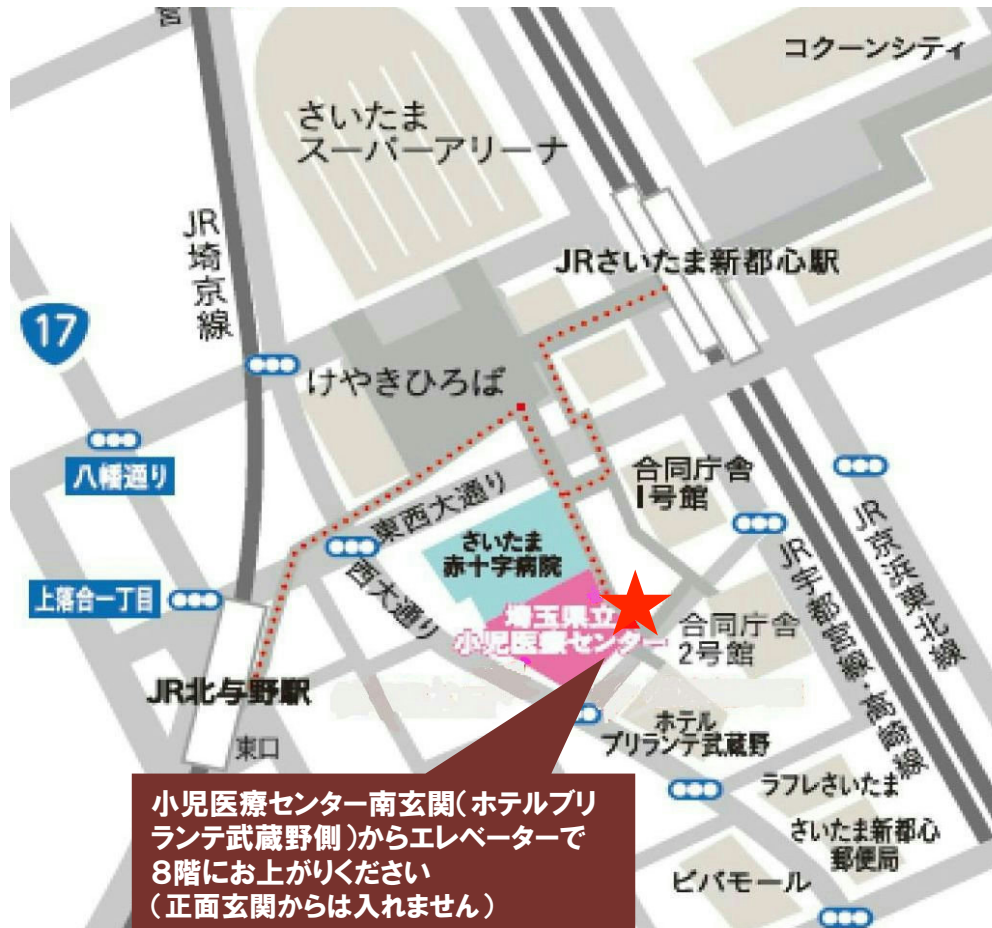 コクーンシティ
さいたま
スーパーアリーナ
JRさいたま新都心駅
JR埼京線
17
けやきひろば
八幡通り
合同庁舎
1号館
東西大通り
さいたま
赤十字病院
西大通り
上落合一丁目
埼玉県立
小児医療センター
合同庁舎
2号館
JR京浜東北線
JR宇都宮線・高崎線
JR北与野駅
東口
ホテル
ブリランテ武蔵野
ラフレさいたま
さいたま新都心
郵便局
ビバモール
小児医療センター南玄関(ホテルブリ
ランテ武蔵野側)からエレベーターで
8階にお上がりください
(正面玄関からは入れません)